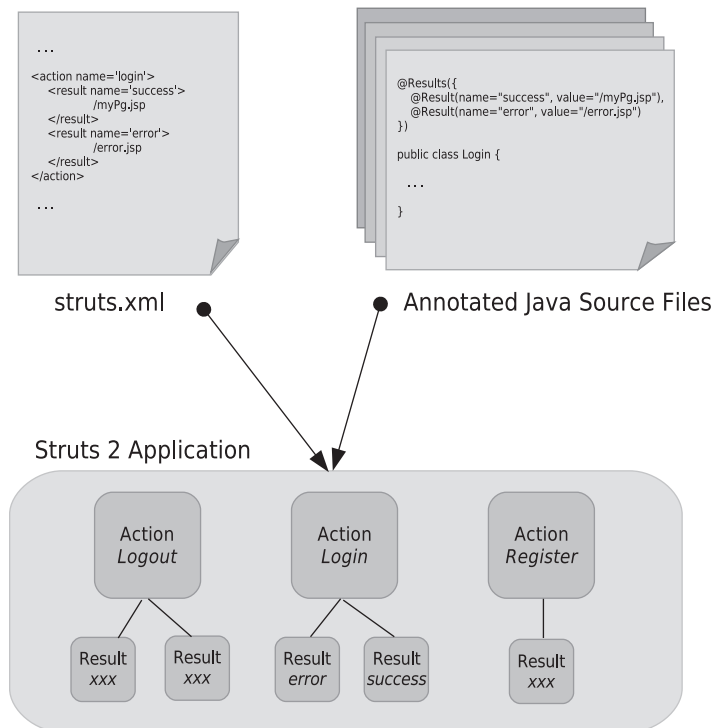 ...
<action name='login'>
<result name='success'>
/myPg.jsp
</result>
<result name='error'>
/error.jsp
</result>
</action>
...
struts.xml
@Results({
@Result(name="success", value="/myPg.jsp"),
@Result(name="error", value="/error.jsp")
})
public class Login {
...
}
Annotated Java Source Files
Struts 2 Application
Action
Logout
Result
xxx
Result
xxx
Action
Login
Result
error
Result
success
Action
Register
Result
xxx